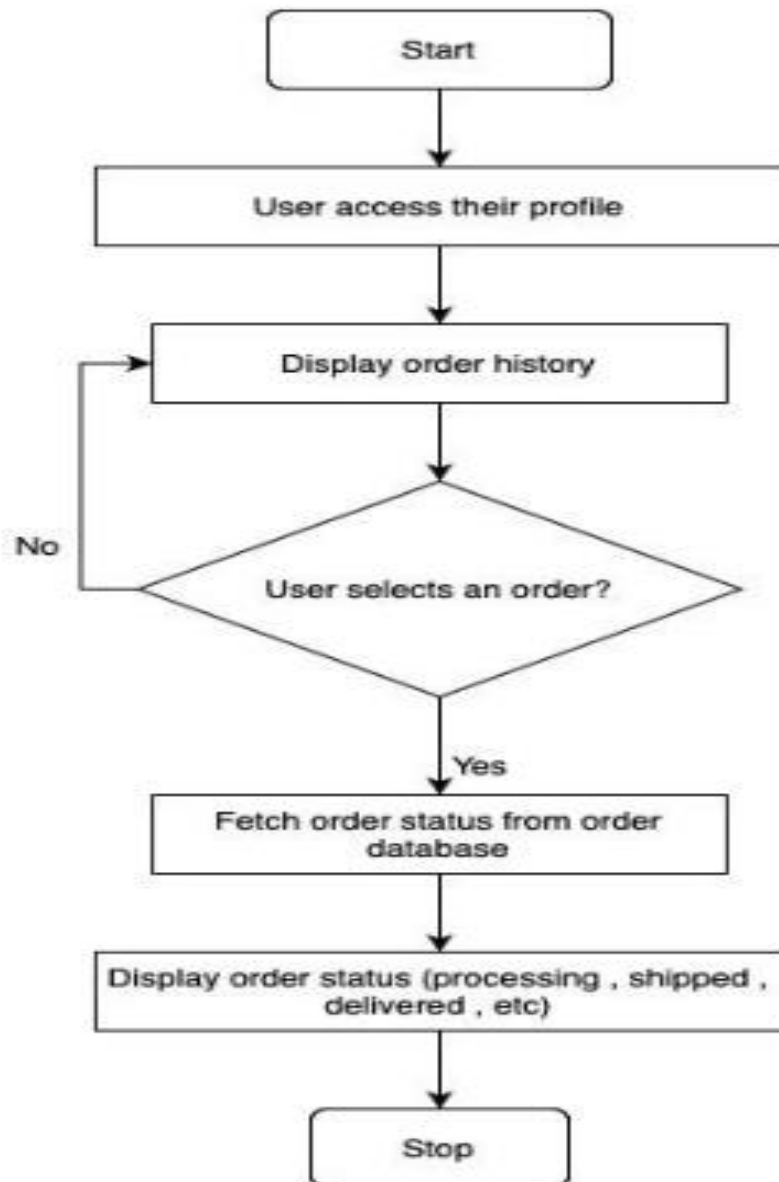 Start
User access their profile
Display order history
No
User selects an order?
Yes
Fetch order status from order
database
Display order status (processing , shipped ,
delivered , etc)
Stop